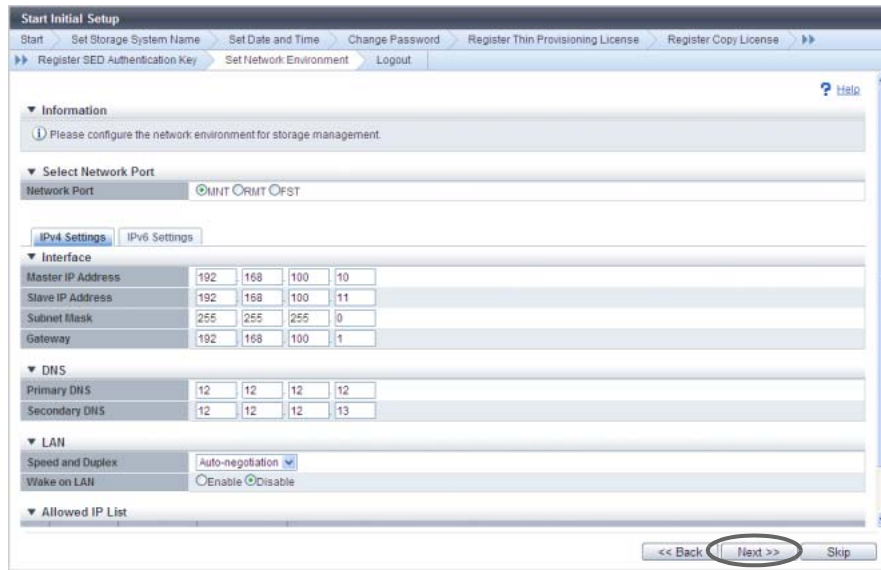 Start Initial Setup
Start Set Storage System Name Set Date and Time Change Password Register Thin Provisioning License Register Copy License
Register SED Authentication Key Set Network Environment Logout
? Help
Information
Please configure the network environment for storage management.
Select Network Port
Network Port MNT RMT FST
IPv4 Settings IPv6 Settings
Interface
Master IP Address 192 . 168 . 100 . 10
Slave IP Address 192 . 168 . 100 . 11
Subnet Mask 255 . 255 . 255 . 0
Gateway 192 . 168 . 100 . 1
DNS
Primary DNS 12 . 12 . 12 . 12
Secondary DNS 12 . 12 . 12 . 13
LAN
Speed and Duplex Auto-negotiation
Wake on LAN Enable Disable
Allowed IP List
<< Back Next >> Skip